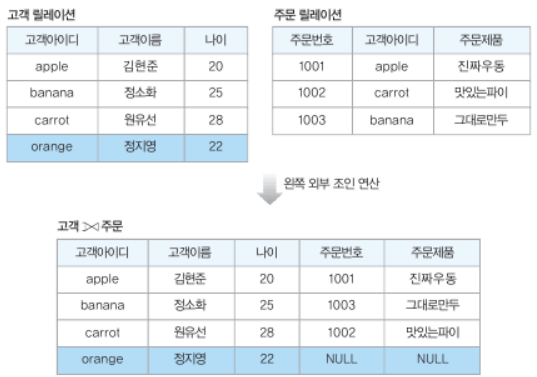 고객 릴레이션
고객아이디 고객이름 나이
apple 김현준 20
banana 정소화 25
carrot 원유선 28
orange 정지영 22
주문 릴레이션
주문번호 고객아이디 주문제품
1001 apple 진짜우동
1002 carrot 맛있는파이
1003 banana 그대로만두
왼쪽 외부 조인 연산
고객 ⟕ 주문
고객아이디 고객이름 나이 주문번호 주문제품
apple 김현준 20 1001 진짜우동
banana 정소화 25 1003 그대로만두
carrot 원유선 28 1002 맛있는파이
orange 정지영 22 NULL NULL